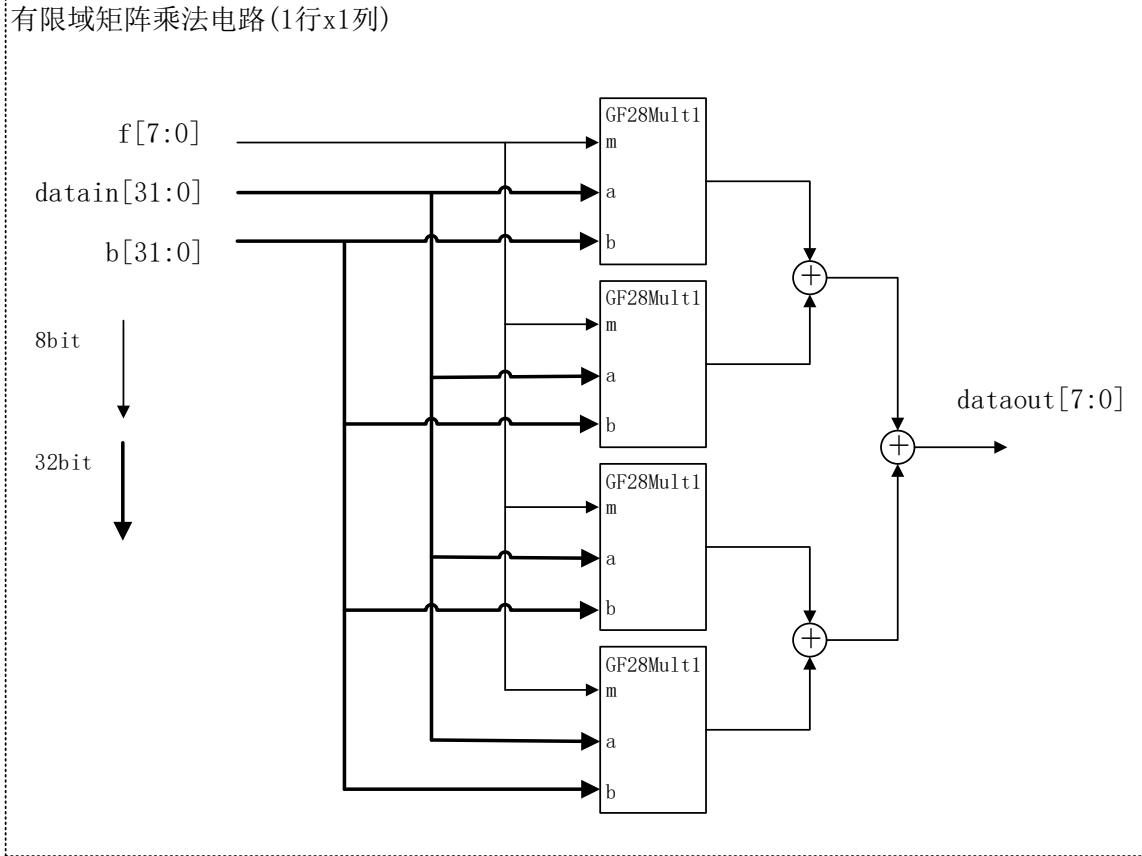 有限域矩阵乘法电路(1行x1列)
f[7:0]
datain[31:0]
b[31:0]
8bit
32bit
GF28Mult1
m
a
b
GF28Mult1
m
a
b
GF28Mult1
m
a
b
GF28Mult1
m
a
b
dataout[7:0]